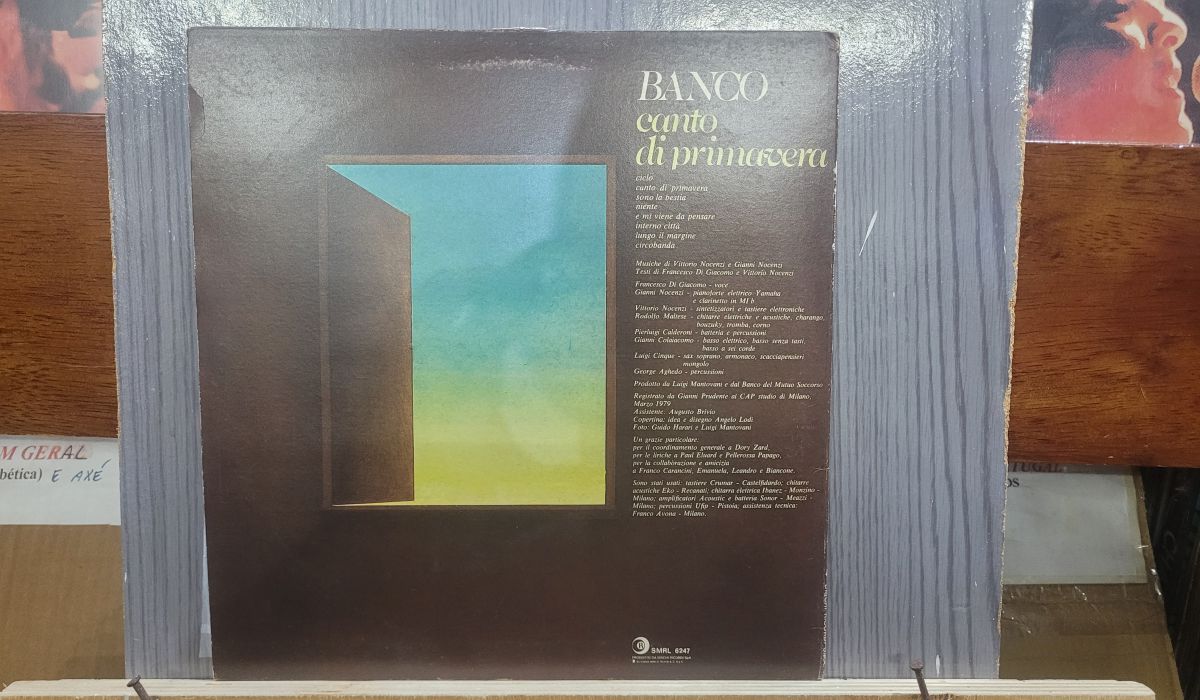 BANCO
canto
di primavera
ciclo
canto di primavera
sono la bestia
niente
e mi viene da pensare
interno città
lungo il margine
circobanda
Musiche di Vittorio Nocenzi e Gianni Nocenzi
Testi di Francesco Di Giacomo e Vittorio Nocenzi
Francesco Di Giacomo - voce
Gianni Nocenzi - pianoforte elettrico Yamaha
e clarinetto in MI b
Vittorio Nocenzi - sintetizzatori e tastiere elettroniche
Rodolfo Maltese - chitarre elettriche e acustiche, charango,
bouzuky, tromba, corno
Pierluigi Calderoni - batteria e percussioni
Gianni Colaiacomo - basso elettrico, basso senza tasti,
basso a sei corde
Luigi Cinque - sax soprano, armonaco, scacciapensieri
mongolo
George Aghedo - percussioni
Prodotto da Luigi Mantovani e dal Banco del Mutuo Soccorso
Registrato da Gianni Prudente al CAP studio di Milano,
Marzo 1979
Assistente: Augusto Brivio
Copertina: idea e disegno Angelo Lodi
Foto: Guido Harari e Luigi Mantovani
Un grazie particolare:
per il coordinamento generale a Dory Zard,
per le liriche a Paul Eluard e Pellerossa Papago,
per la collaborazione e amicizia
a Franco Carancini, Emanuela, Leandro e Biancone.
Sono stati usati: tastiere Crumar - Castelfidardo; chitarre
acustiche Eko - Recanati; chitarra elettrica Ibanez - Monzino -
Milano; amplificatori Acoustic e batteria Sonor - Meazzi -
Milano; percussioni Ufip - Pistoia; assistenza tecnica:
Franco Avona - Milano.
SMRL 6247
M GERAL
bética) E AXÉ
TUGAL
OS